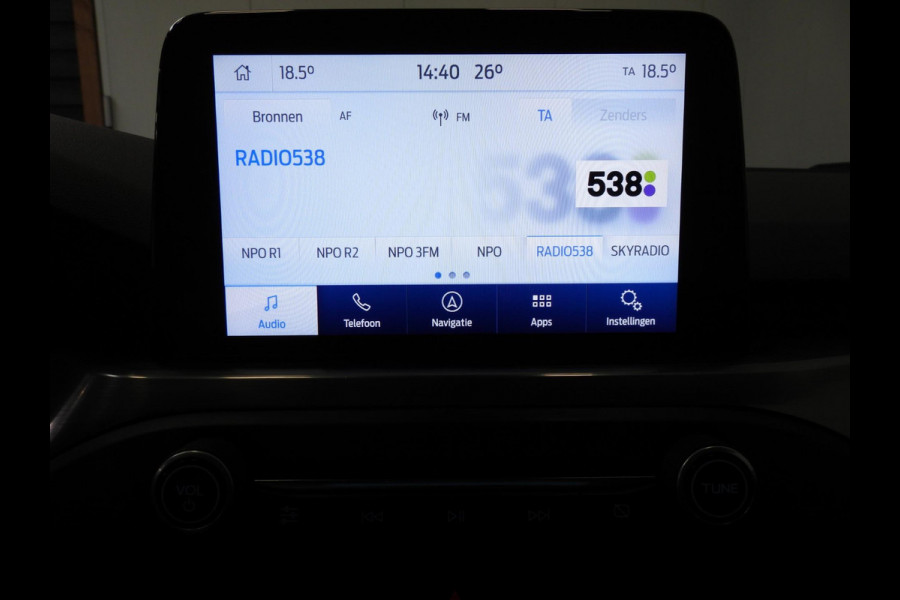 18.5° 14:40 26° TA 18.5°
Bronnen AF FM TA Zenders
RADIO538
538
538
NPO R1 NPO R2 NPO 3FM NPO RADIO538 SKYRADIO
Audio Telefoon Navigatie Apps Instellingen
VOL TUNE